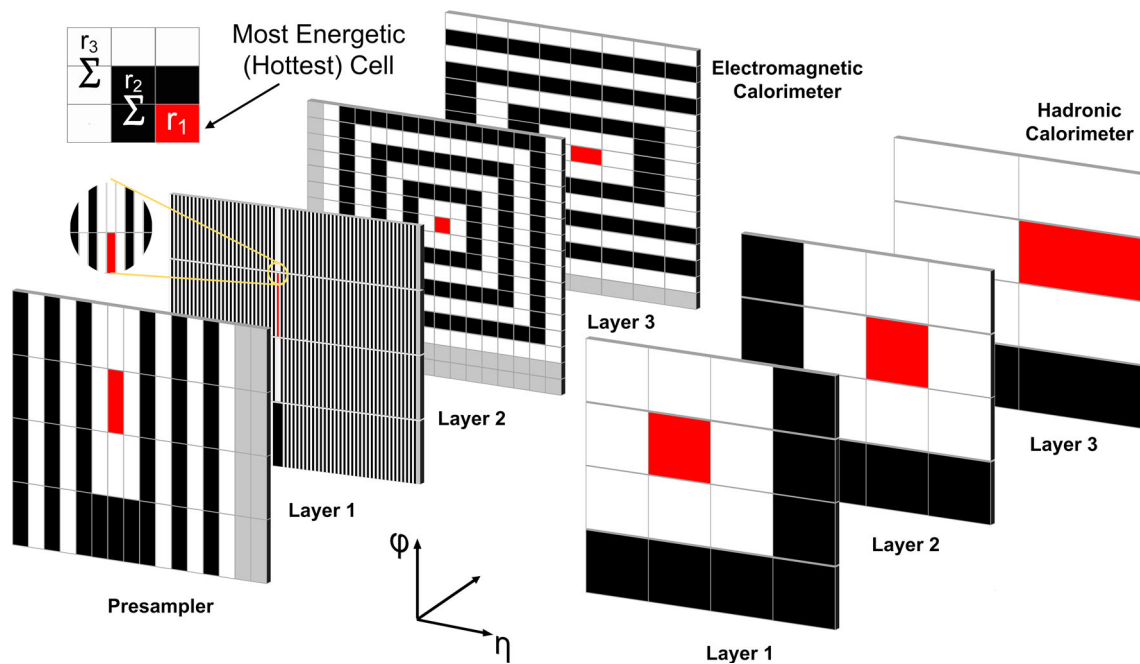 r3
Σ
r2
Σ
r1
Most Energetic
(Hottest) Cell
Electromagnetic
Calorimeter
Hadronic
Calorimeter
Layer 3
Layer 2
Layer 1
Presampler
Layer 3
Layer 2
Layer 1
φ
η